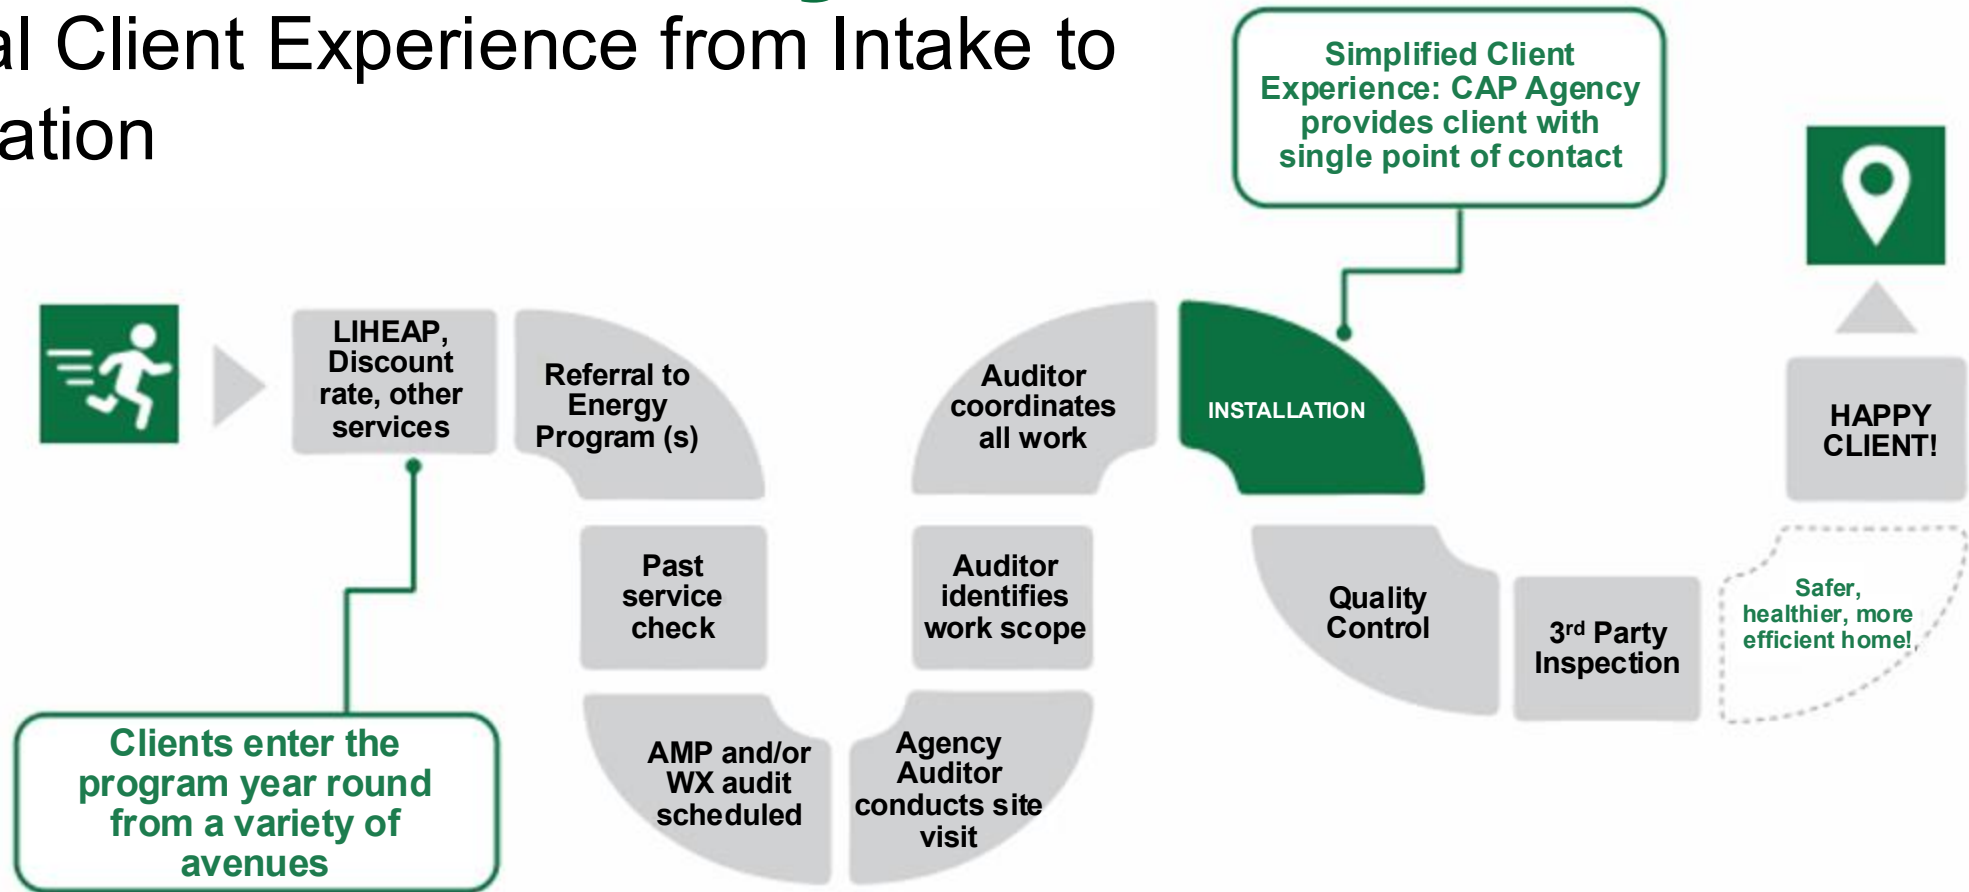 al Client Experience from Intake to
ation
Simplified Client
Experience: CAP Agency
provides client with
single point of contact
LIHEAP,
Discount
rate, other
services
Referral to
Energy
Program (s)
Past
service
check
AMP and/or
WX audit
scheduled
Agency
Auditor
conducts site
visit
Auditor
identifies
work scope
Auditor
coordinates
all work
INSTALLATION
Quality
Control
3rd Party
Inspection
Safer,
healthier, more
efficient home!
HAPPY
CLIENT!
Clients enter the
program year round
from a variety of
avenues